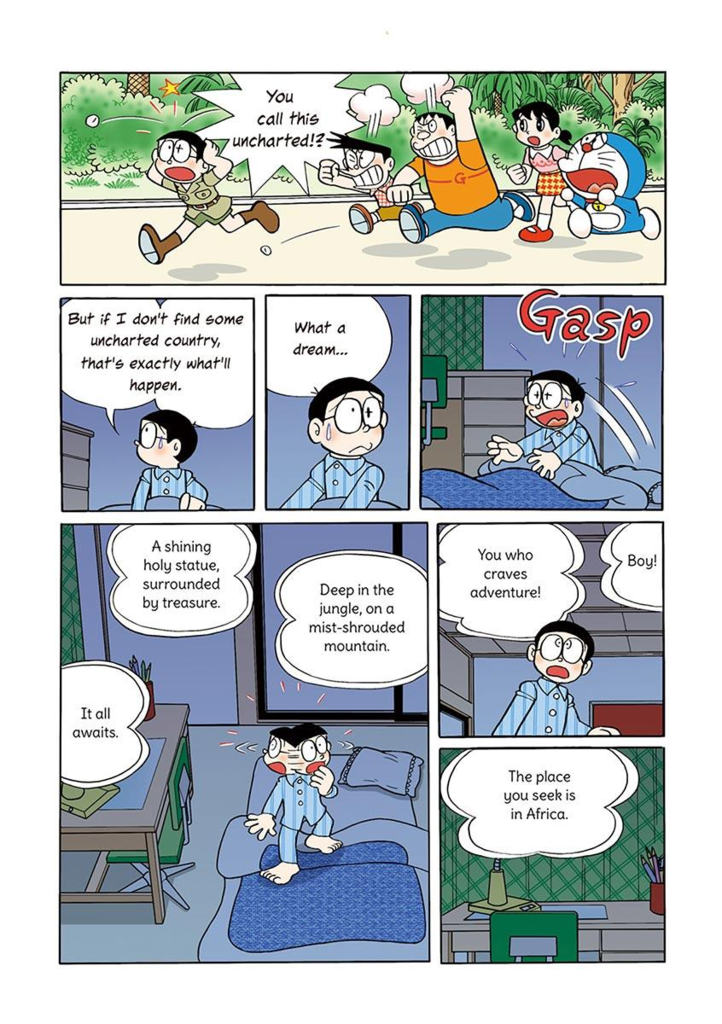 You
call this
uncharted!?
G
Gasp
What a
dream...
But if I don't find some
uncharted country,
that's exactly what'll
happen.
Boy!
You who
craves
adventure!
The place
you seek is
in Africa.
Deep in the
jungle, on a
mist-shrouded
mountain.
A shining
holy statue,
surrounded
by treasure.
It all
awaits.